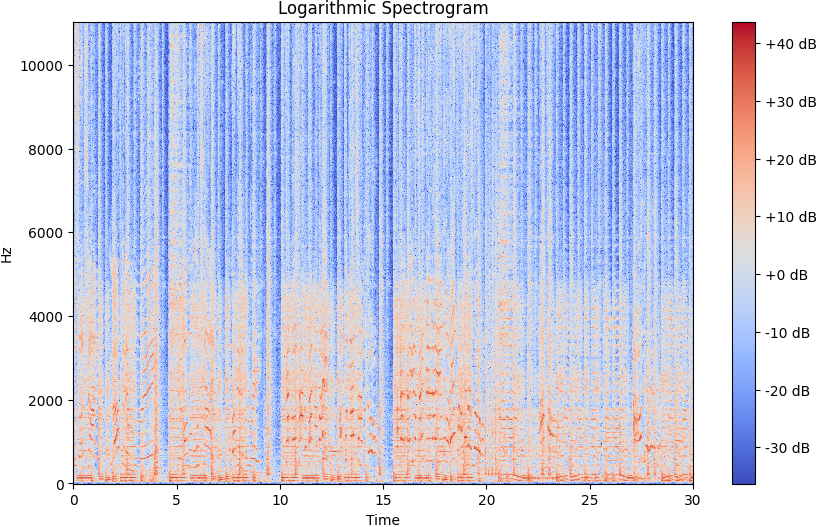 Logarithmic Spectrogram
Hz
10000
8000
6000
4000
2000
0
0 5 10 15 20 25 30
Time
+40 dB
+30 dB
+20 dB
+10 dB
+0 dB
-10 dB
-20 dB
-30 dB